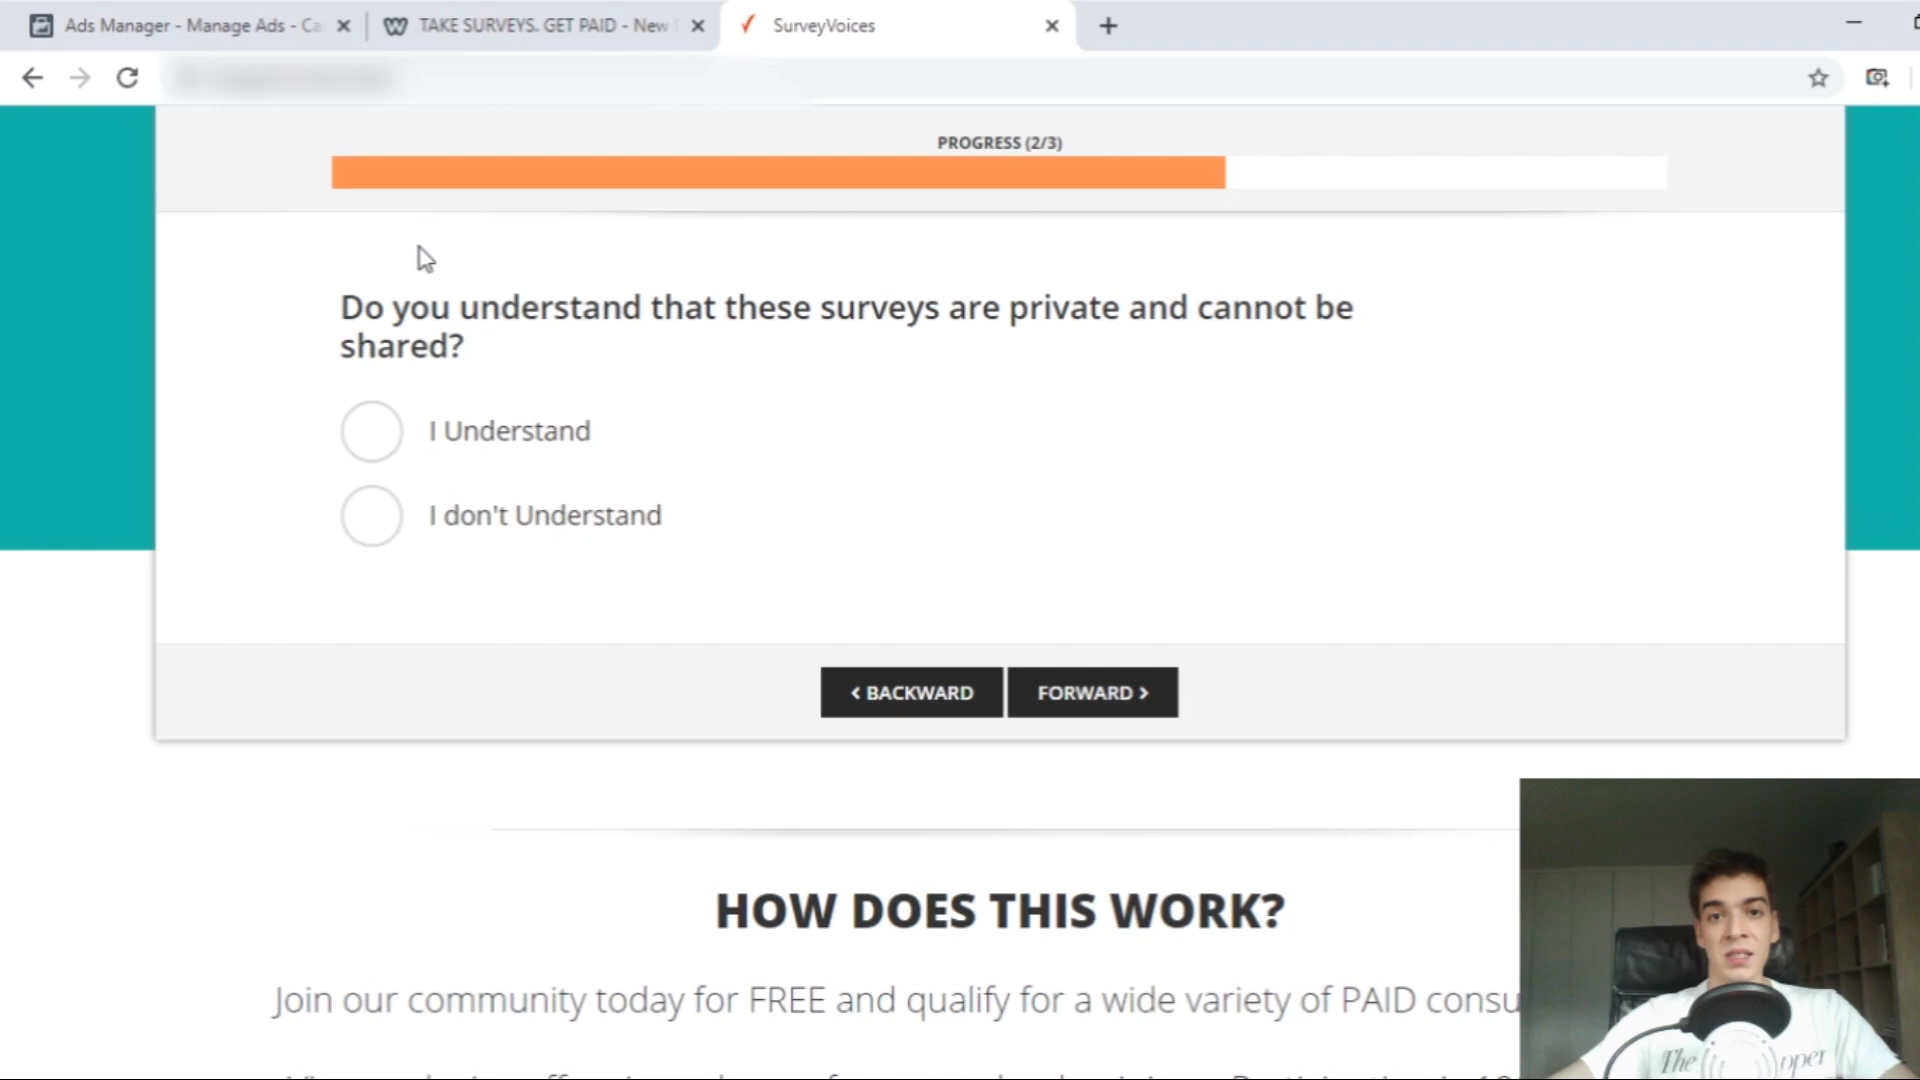 Ads Manager - Manage Ads - Ca
TAKE SURVEYS. GET PAID - New
SurveyVoices
PROGRESS (2/3)
Do you understand that these surveys are private and cannot be
shared?
I Understand
I don't Understand
< BACKWARD
FORWARD >
HOW DOES THIS WORK?
Join our community today for FREE and qualify for a wide variety of PAID consu
The pper